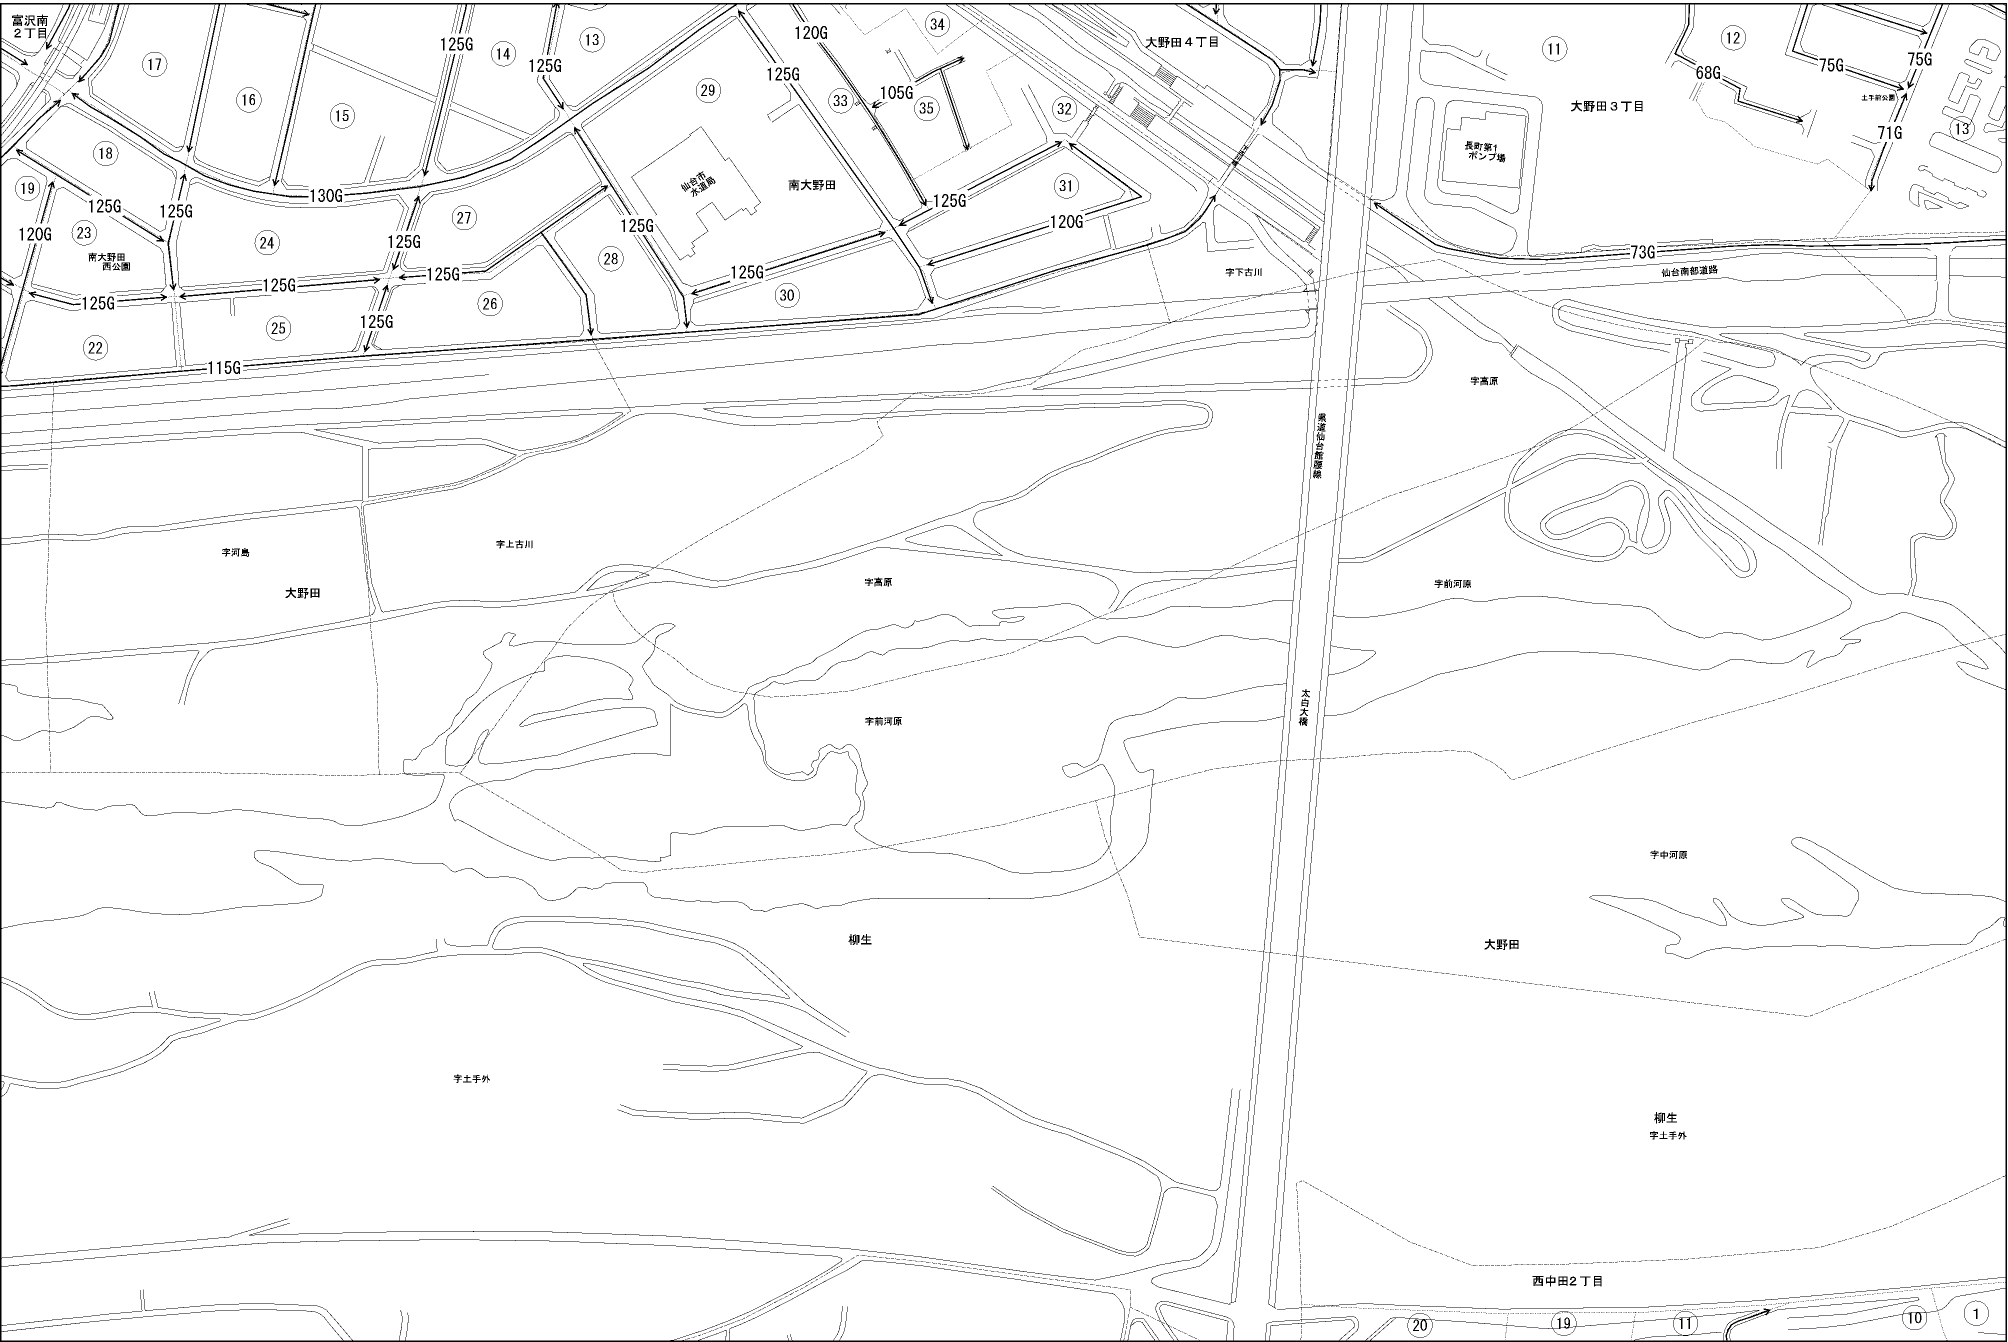 富沢南
2丁目
17
16
15
125G
14
125G
13
125G
29
120G
34
33
105G
35
大野田4丁目
32
11
12
68G
75G
75G
大野田3丁目
土手前公園
71G
13
長町第1
ポンプ場
18
19
130G
125G
125G
120G
23
南大野田
西公園
24
125G
27
仙台市
水道局
南大野田
125G
31
120G
125G
28
125G
30
125G
125G
125G
26
125G
25
22
115G
73G
仙台南部道路
字下古川
字高原
県道仙台館腰線
字河島
字上古川
大野田
字高原
字前河原
字前河原
太白大橋
字中河原
柳生
大野田
字土手外
柳生
字土手外
西中田2丁目
20
19
11
10
1